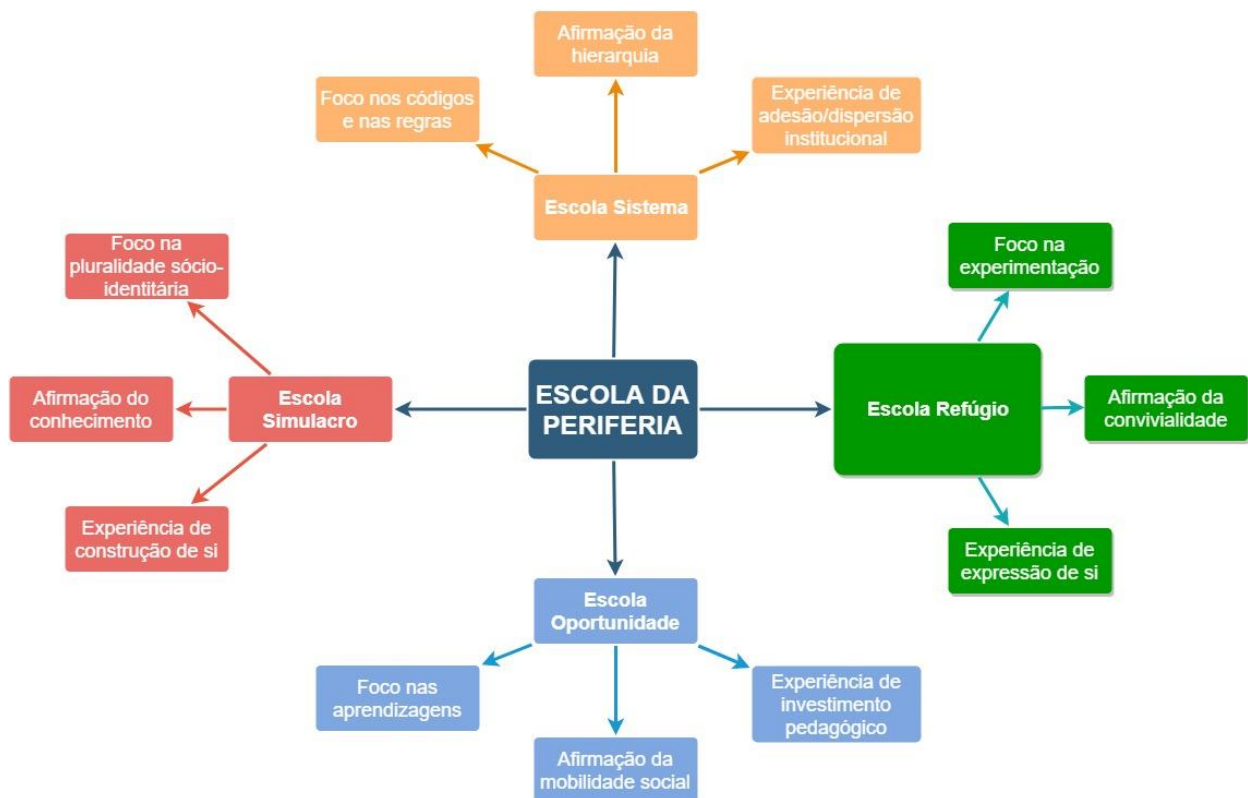 Afirmação da
hierarquia
Foco nos códigos
e nas regras
Experiência de
adesão/dispersão
institucional
Escola Sistema
Foco na
pluralidade sócio-
identitária
Afirmação do
conhecimento
Escola
Simulacro
Experiência de
construção de si
ESCOLA DA
PERIFERIA
Foco na
experimentação
Escola Refúgio
Afirmação da
convivialidade
Experiência de
expressão de si
Escola
Oportunidade
Foco nas
aprendizagens
Afirmação da
mobilidade social
Experiência de
investimento
pedagógico